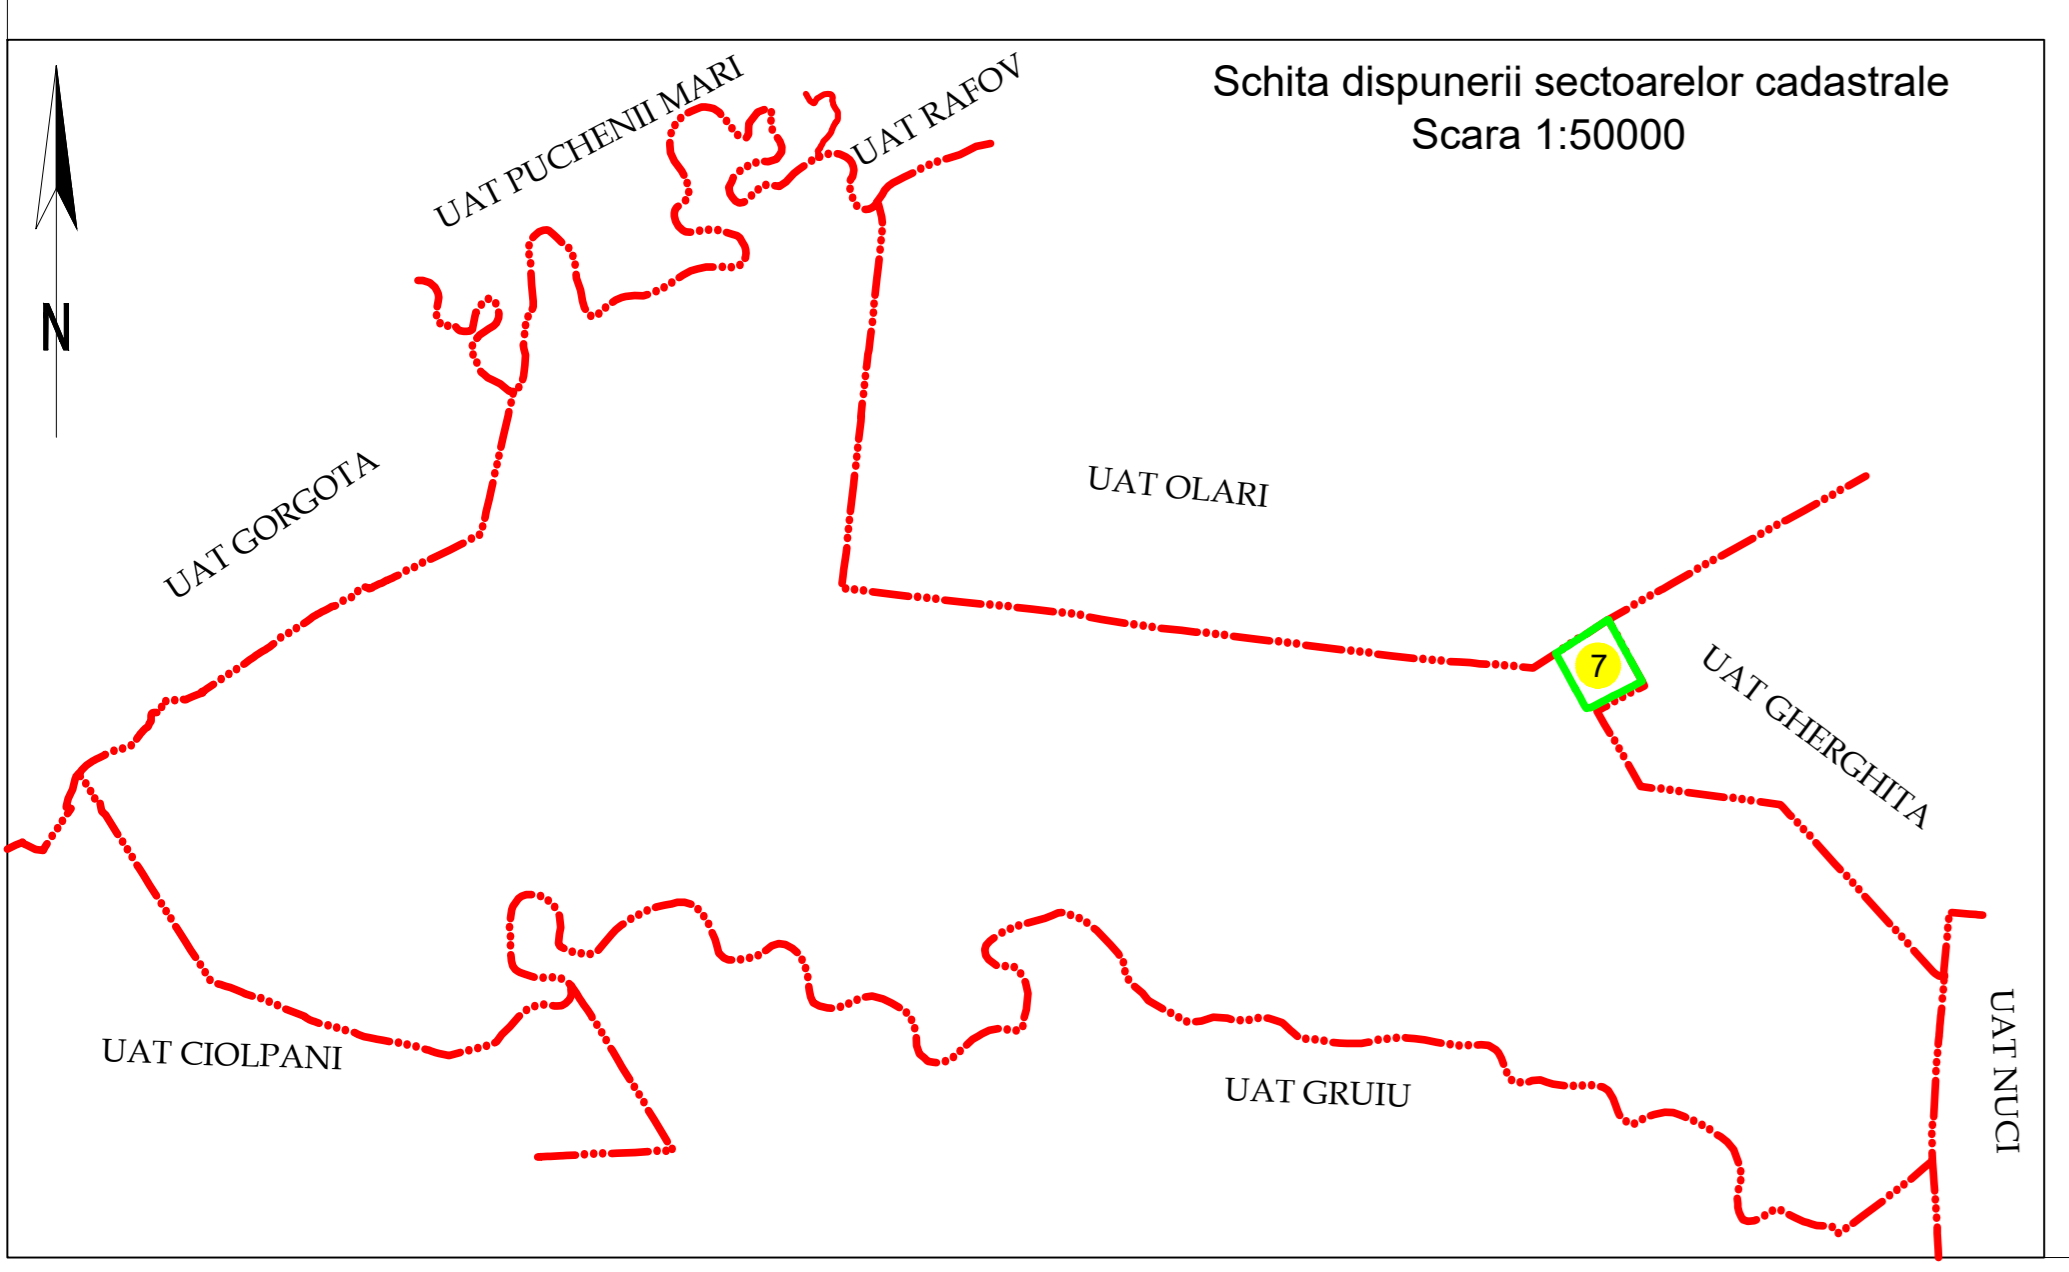 Schita dispunerii sectoarelor cadastrale
Scara 1:50000
UAT PUCHENII MARI
UAT RAFOV
N
UAT GORGOTA
UAT OLARI
7
UAT GHERGHITA
UAT NUCI
UAT CIOLPANI
UAT GRUIU